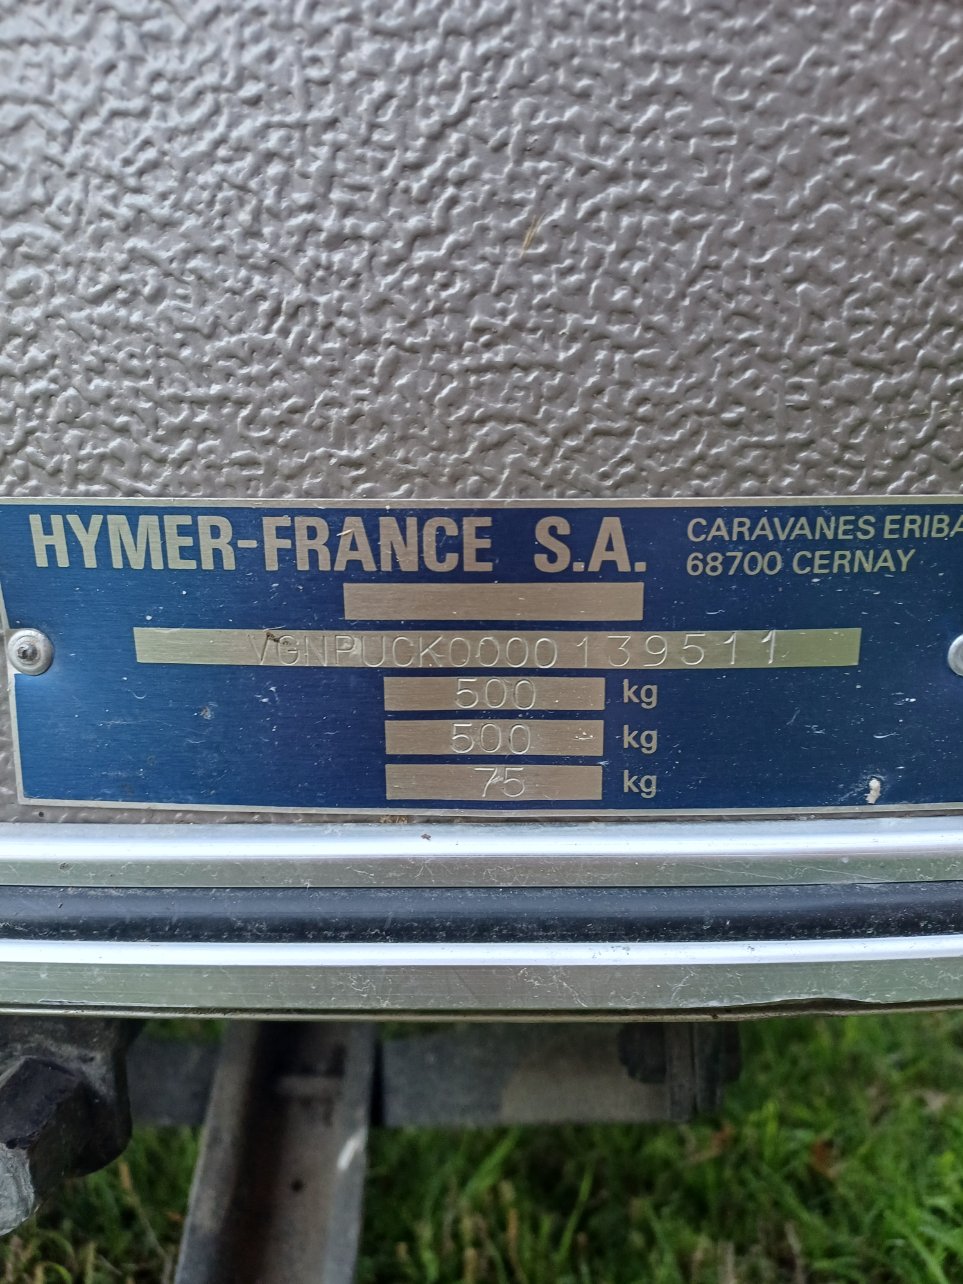 HYMER-FRANCE S.A.
CARAVANES ERIBA
68700 CERNAY
VGNPUCK0000139511
500 kg
500 kg
75 kg